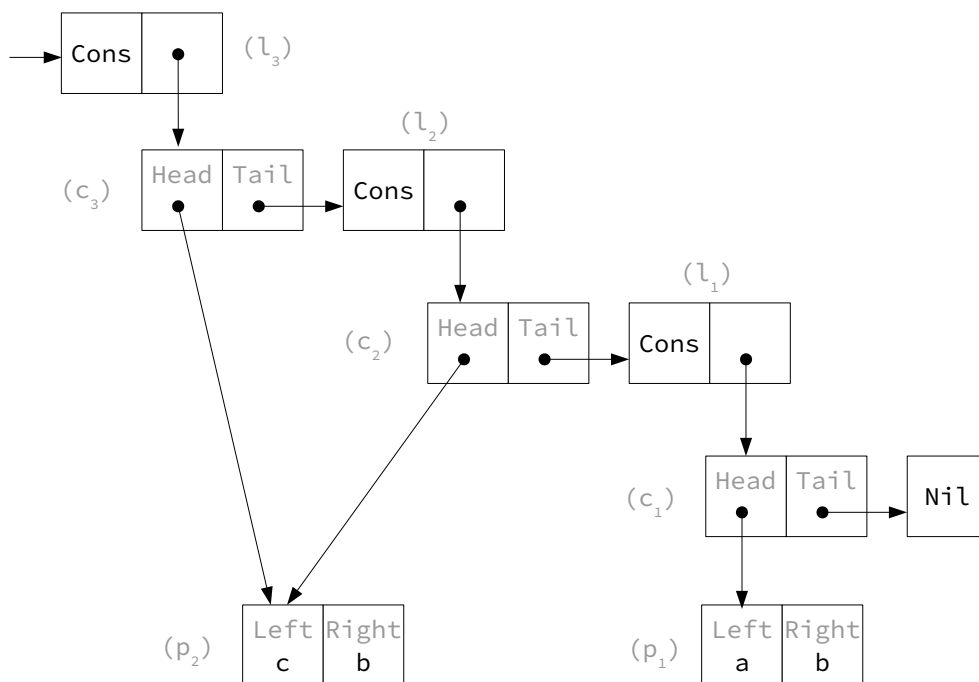 Cons (l₃)
(l₂)
(c₃) Head Tail
Cons
(l₁)
(c₂) Head Tail
Cons
(c₁) Head Tail
Nil
(p₂) Left Right
c b
(p₁) Left Right
a b